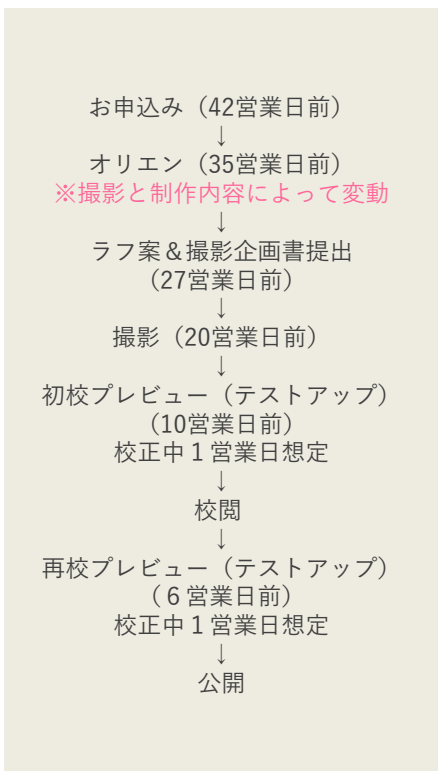 お申込み（42営業日前）
↓
オリエン（35営業日前）
※撮影と制作内容によって変動
↓
ラフ案＆撮影企画書提出
（27営業日前）
↓
撮影（20営業日前）
↓
初校プレビュー（テストアップ）
（10営業日前）
校正中１営業日想定
↓
校閲
↓
再校プレビュー（テストアップ）
（６営業日前）
校正中１営業日想定
↓
公開